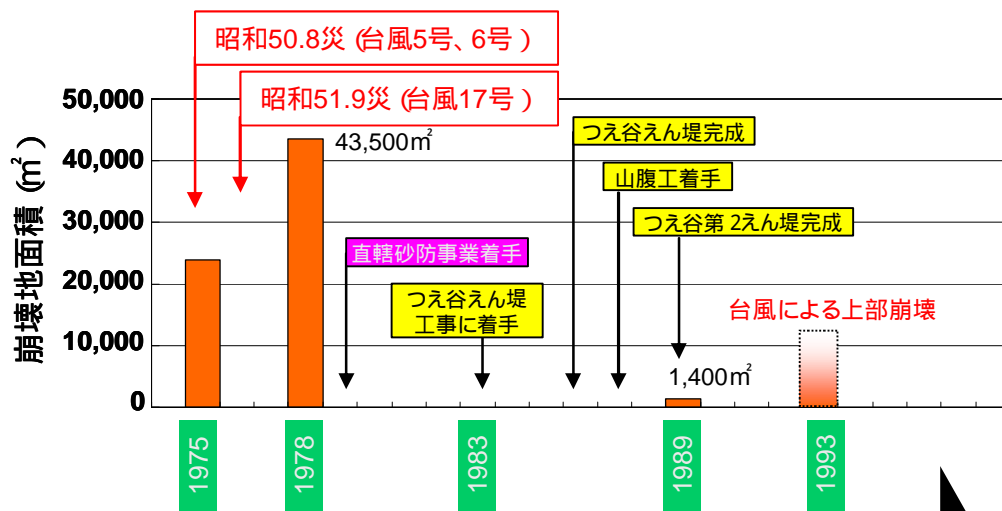 昭和50.8災 (台風5号、6号 )
昭和51.9災 (台風17号 )
崩壊地面積 (㎡)
50,000
40,000
30,000
20,000
10,000
0
43,500㎡
つえ谷えん堤完成
山腹工着手
つえ谷第 2えん堤完成
直轄砂防事業着手
つえ谷えん堤
工事に着手
台風による上部崩壊
1,400㎡
1975
1978
1983
1989
1993